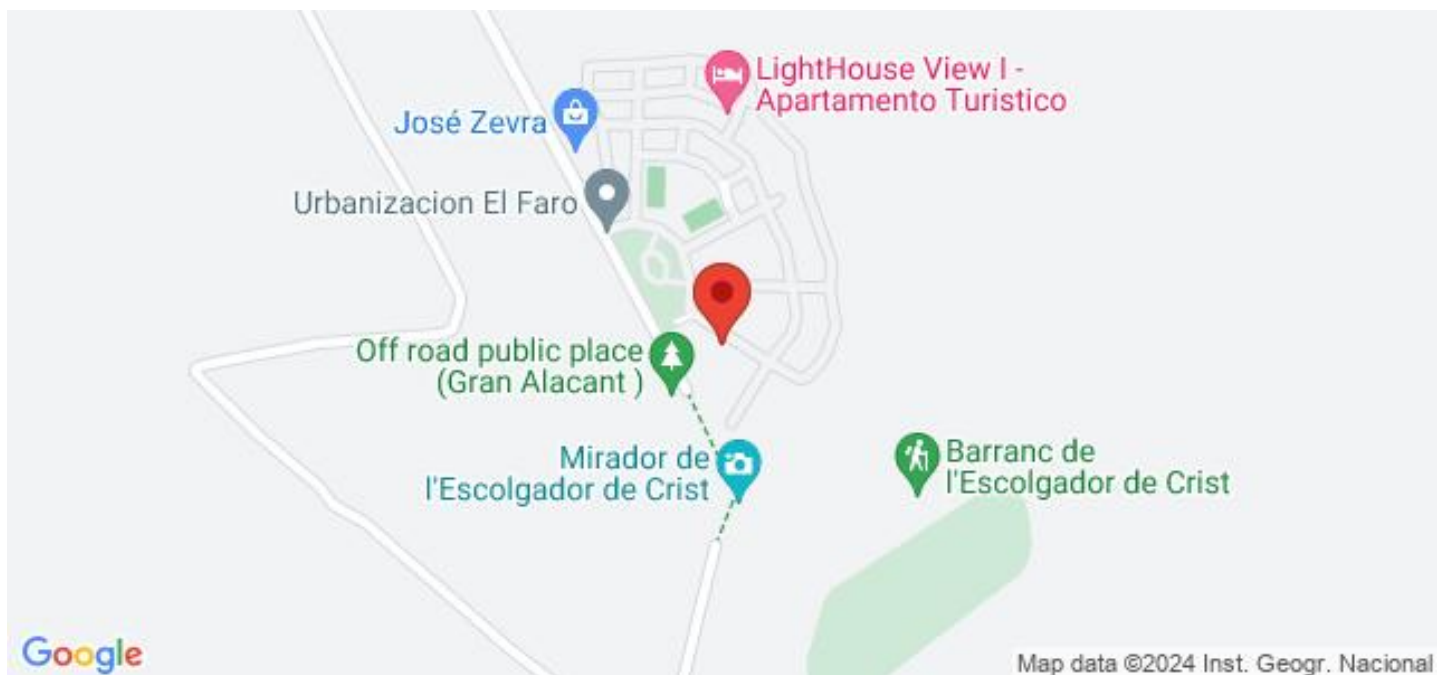 LightHouse View I -
Apartamento Turistico
José Zevra
Urbanizacion El Faro
Off road public place
(Gran Alacant )
Mirador de
l'Escolgador de Crist
Barranc de
l'Escolgador de Crist
Google
Map data ©2024 Inst. Geogr. Nacional